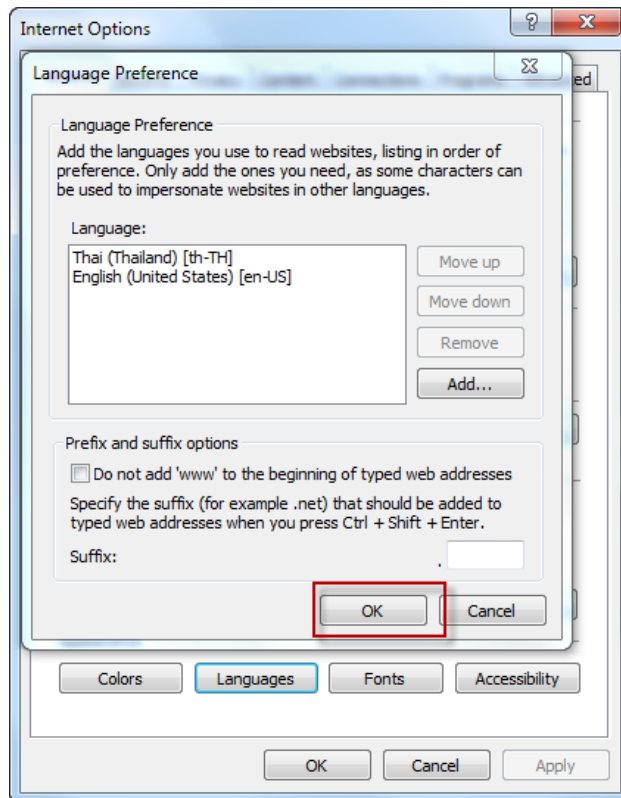 Internet Options
Language Preference
ed
Language Preference
Add the languages you use to read websites, listing in order of
preference. Only add the ones you need, as some characters can
be used to impersonate websites in other languages.
Language:
Thai (Thailand) [th-TH]
English (United States) [en-US]
Move up
Move down
Remove
Add...
Prefix and suffix options
Do not add 'www' to the beginning of typed web addresses
Specify the suffix (for example .net) that should be added to
typed web addresses when you press Ctrl + Shift + Enter.
Suffix:
.
OK
Cancel
Colors
Languages
Fonts
Accessibility
OK
Cancel
Apply